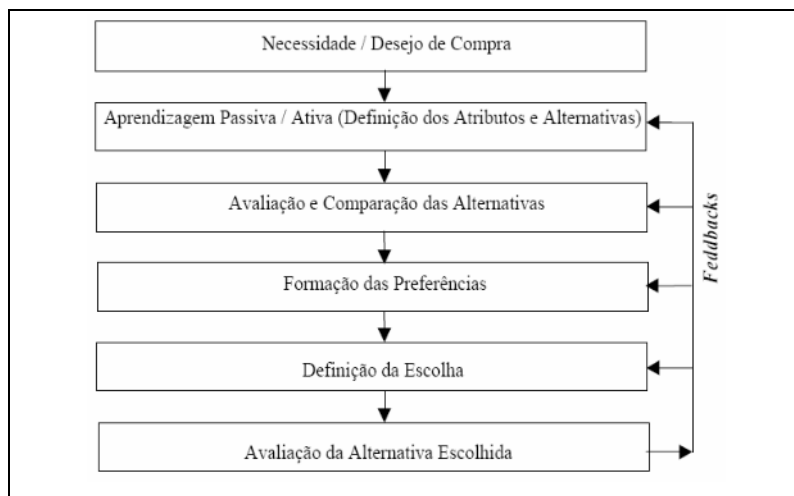 Necessidade / Desejo de Compra
Aprendizagem Passiva / Ativa (Definição dos Atributos e Alternativas)
Avaliação e Comparação das Alternativas
Formação das Preferências
Definição da Escolha
Avaliação da Alternativa Escolhida
Feddbacks